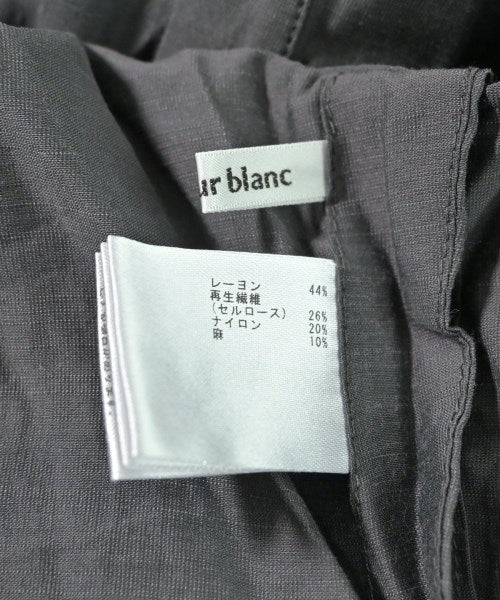 ur blanc
レーヨン 44%
再生繊維
(セルロース) 26%
ナイロン 20%
麻 10%